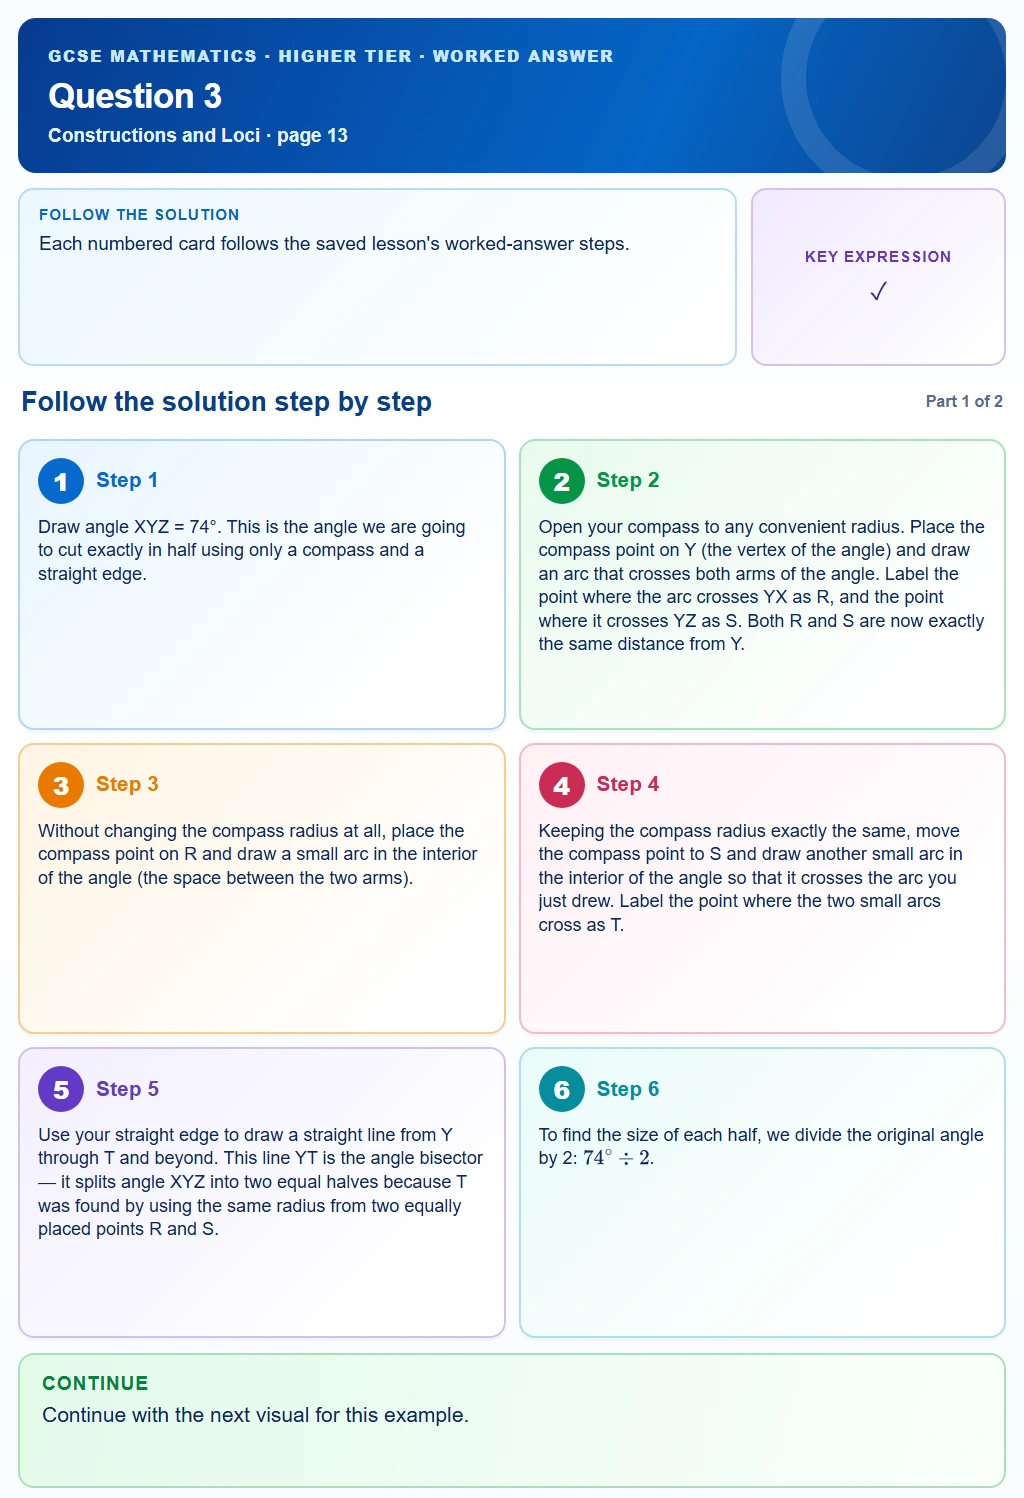 GCSE MATHEMATICS · HIGHER TIER · WORKED ANSWER
Question 3
Constructions and Loci · page 13
FOLLOW THE SOLUTION
Each numbered card follows the saved lesson's worked-answer steps.
KEY EXPRESSION
✓
Follow the solution step by step
Part 1 of 2
1 Step 1
Draw angle XYZ = 74°. This is the angle we are going
to cut exactly in half using only a compass and a
straight edge.
2 Step 2
Open your compass to any convenient radius. Place the
compass point on Y (the vertex of the angle) and draw
an arc that crosses both arms of the angle. Label the
point where the arc crosses YX as R, and the point
where it crosses YZ as S. Both R and S are now exactly
the same distance from Y.
3 Step 3
Without changing the compass radius at all, place the
compass point on R and draw a small arc in the interior
of the angle (the space between the two arms).
4 Step 4
Keeping the compass radius exactly the same, move
the compass point to S and draw another small arc in
the interior of the angle so that it crosses the arc you
just drew. Label the point where the two small arcs
cross as T.
5 Step 5
Use your straight edge to draw a straight line from Y
through T and beyond. This line YT is the angle bisector
— it splits angle XYZ into two equal halves because T
was found by using the same radius from two equally
placed points R and S.
6 Step 6
To find the size of each half, we divide the original angle
by 2: 74° ÷ 2.
CONTINUE
Continue with the next visual for this example.